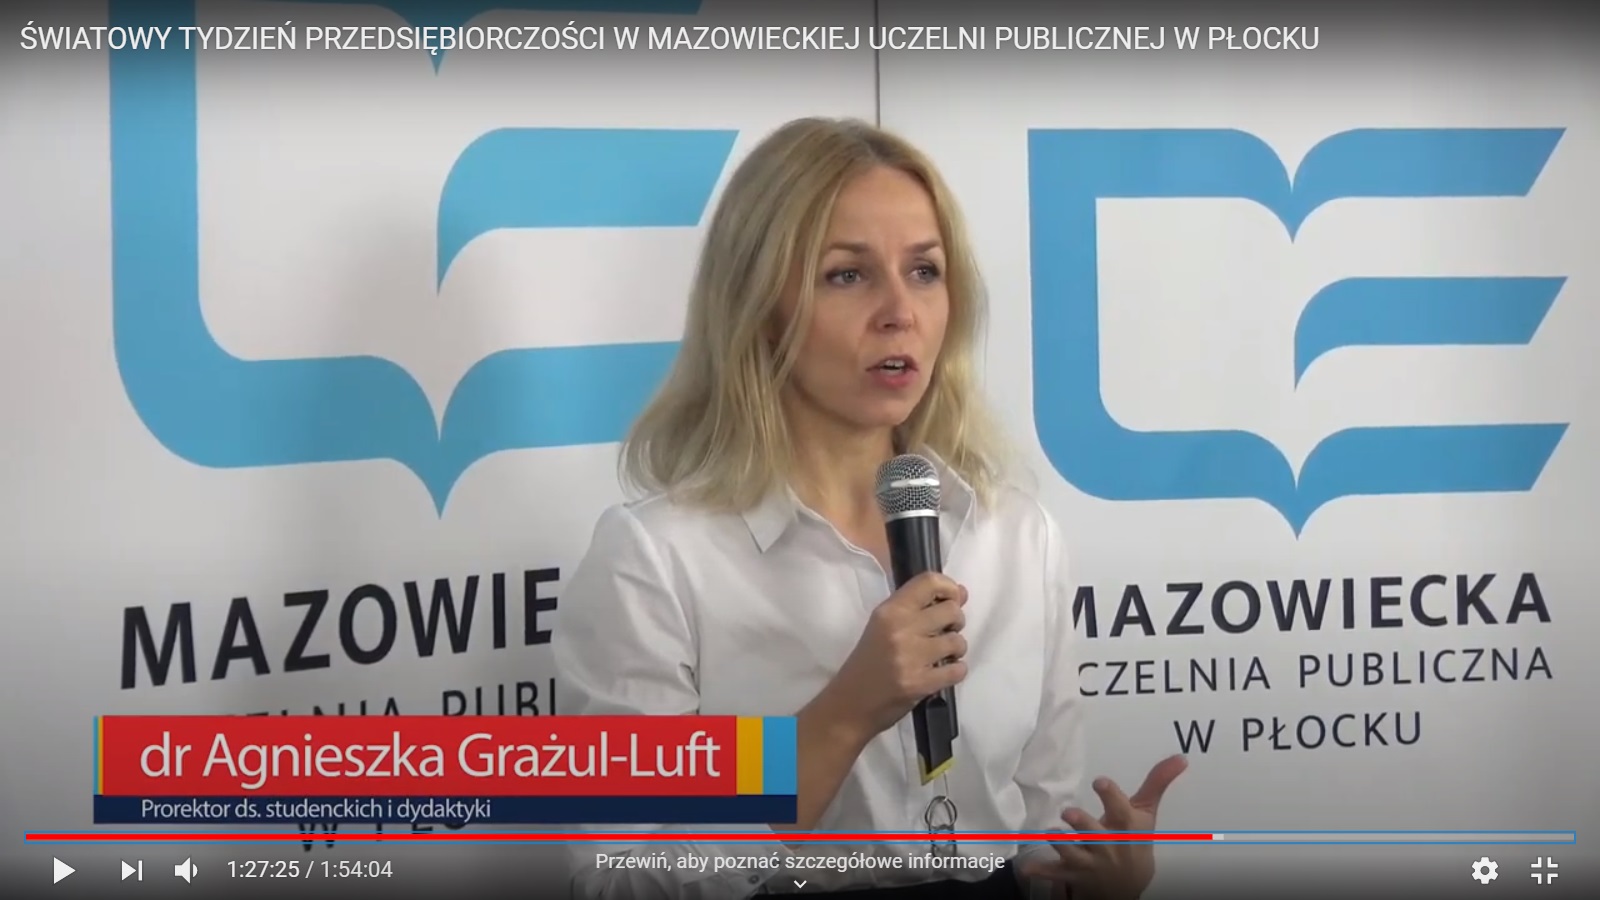 ŚWIATOWY TYDZIEŃ PRZEDSIĘBIORCZOŚCI W MAZOWIECKIEJ UCZELNI PUBLICZNEJ W PŁOCKU
MAZOWIE
MAZOWIECKA
CZELNIA PUBLICZNA
W PŁOCKU
dr Agnieszka Grażul-Luft
Prorektor ds. studenckich i dydaktyki
1:27:25 / 1:54:04
Przewiń, aby poznać szczegółowe informacje